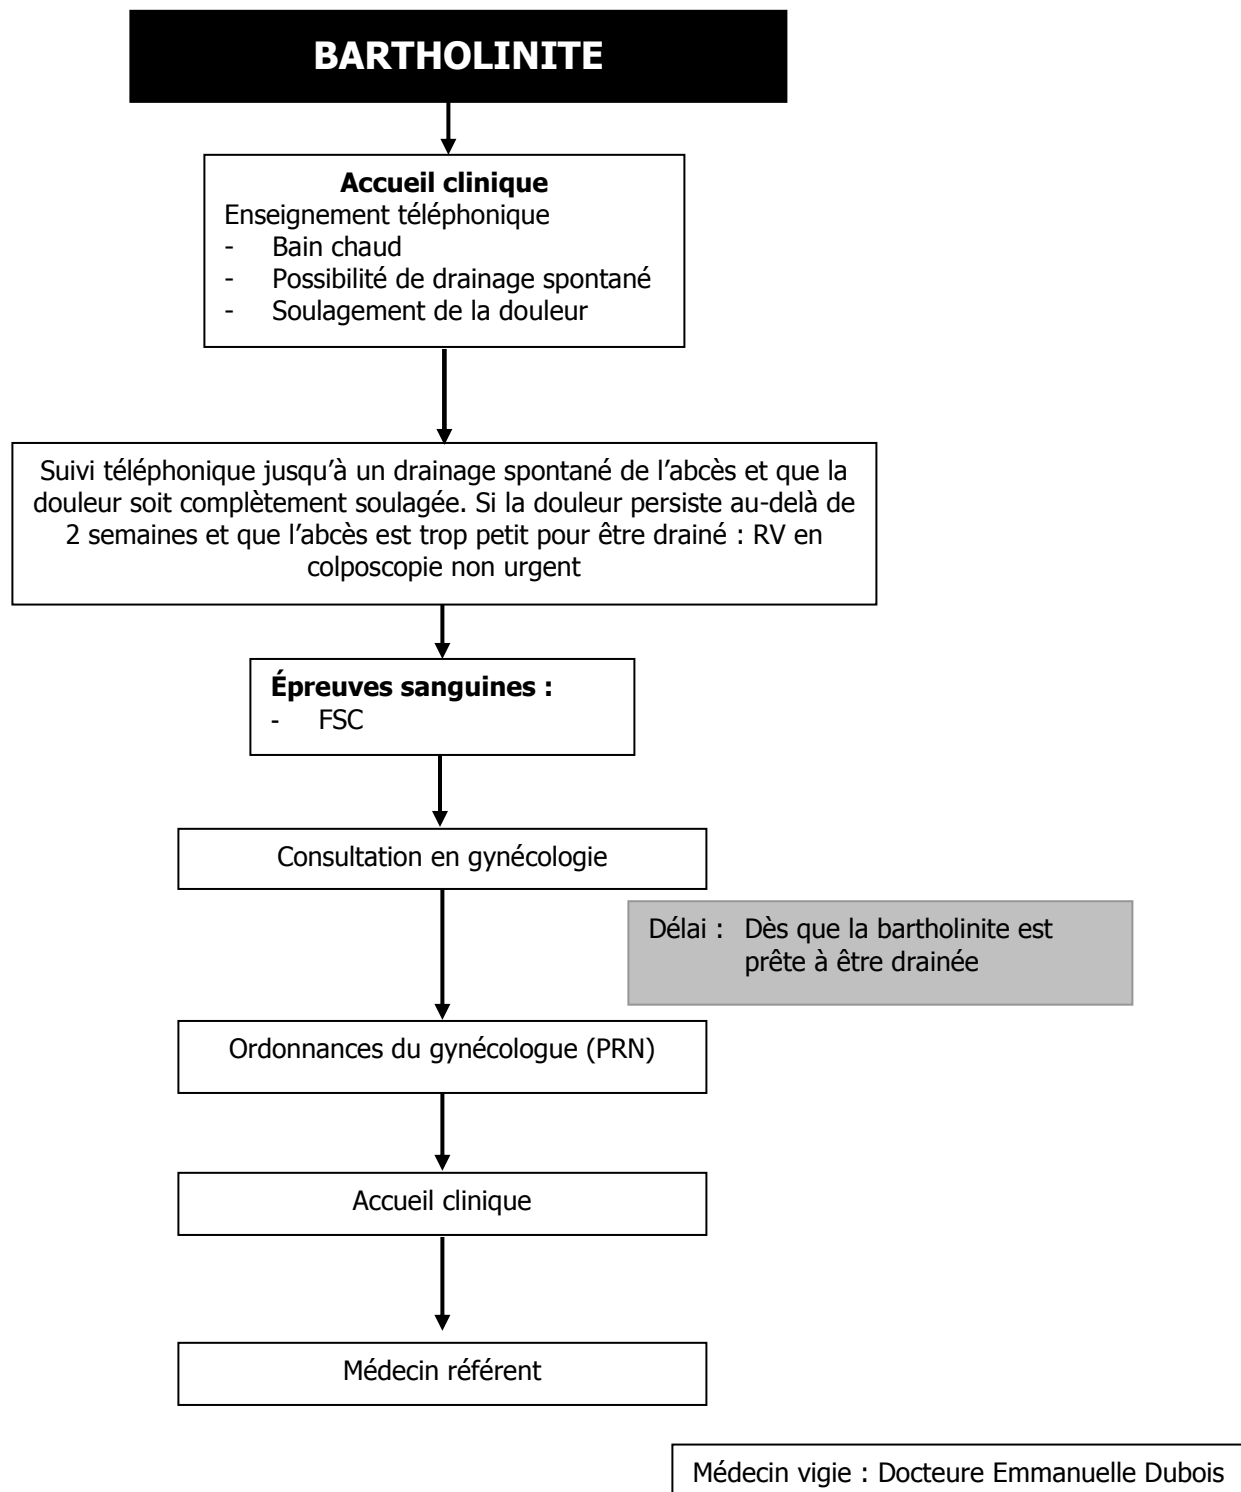 BARTHOLINITE
Accueil clinique
Enseignement téléphonique
- Bain chaud
- Possibilité de drainage spontané
- Soulagement de la douleur
Suivi téléphonique jusqu’à un drainage spontané de l’abcès et que la
douleur soit complètement soulagée. Si la douleur persiste au-delà de
2 semaines et que l’abcès est trop petit pour être drainé : RV en
colposcopie non urgent
Épreuves sanguines :
- FSC
Consultation en gynécologie
Délai : Dès que la bartholinite est
prête à être drainée
Ordonnances du gynécologue (PRN)
Accueil clinique
Médecin référent
Médecin vigie : Docteure Emmanuelle Dubois